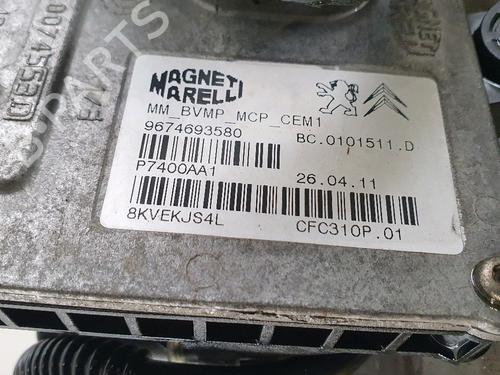 MAGNETI
MARELLI
MM_BVMP_MCP_CEM1
9674693580
BC.0101511.D
P7400AA1
26.04.11
8KVEKJS4L
CFC310P.01